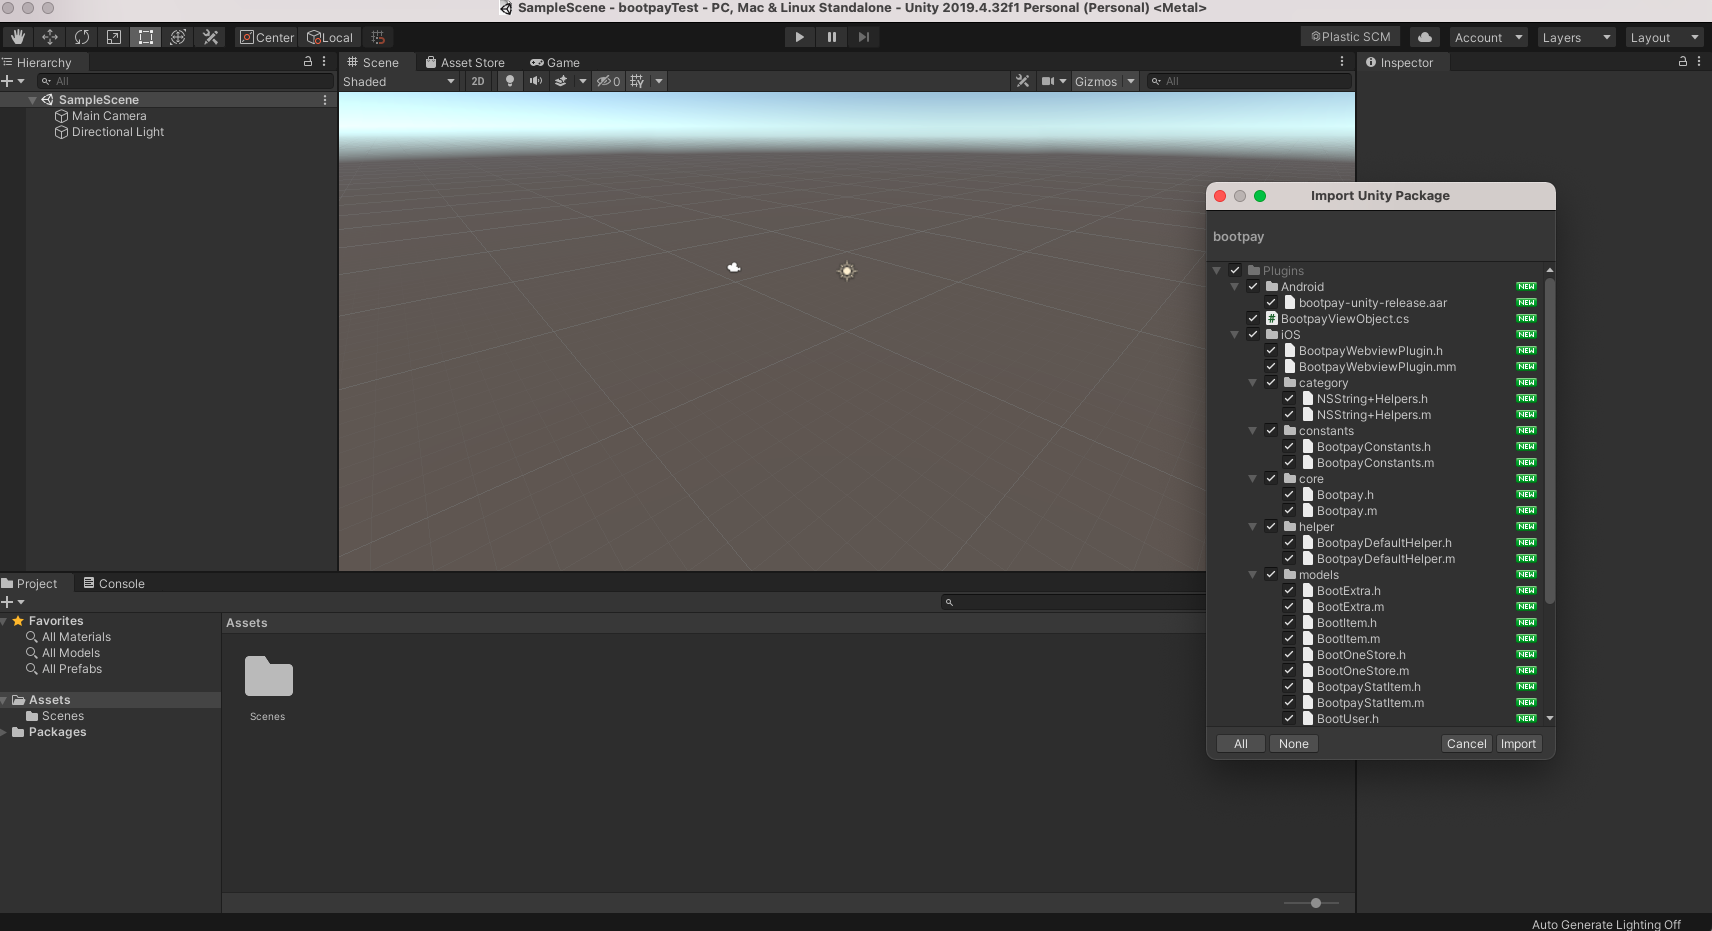 SampleScene - bootpayTest - PC, Mac & Linux Standalone - Unity 2019.4.32f1 Personal (Personal) <Metal>
Center
Local
Plastic SCM
Account
Layers
Layout
Hierarchy
All
SampleScene
Main Camera
Directional Light
Scene
Asset Store
Game
Shaded
2D
0
Gizmos
All
Inspector
Import Unity Package
bootpay
Plugins
Android NEW
bootpay-unity-release.aar NEW
# BootpayViewObject.cs NEW
iOS NEW
BootpayWebviewPlugin.h NEW
BootpayWebviewPlugin.mm NEW
category NEW
NSString+Helpers.h NEW
NSString+Helpers.m NEW
constants NEW
BootpayConstants.h NEW
BootpayConstants.m NEW
core NEW
Bootpay.h NEW
Bootpay.m NEW
helper NEW
BootpayDefaultHelper.h NEW
BootpayDefaultHelper.m NEW
models NEW
BootExtra.h NEW
BootExtra.m NEW
BootItem.h NEW
BootItem.m NEW
BootOneStore.h NEW
BootOneStore.m NEW
BootpayStatItem.h NEW
BootpayStatItem.m NEW
BootUser.h NEW
All
None
Cancel
Import
Project
Console
Favorites
All Materials
All Models
All Prefabs
Assets
Scenes
Packages
Assets
Scenes
Auto Generate Lighting Off